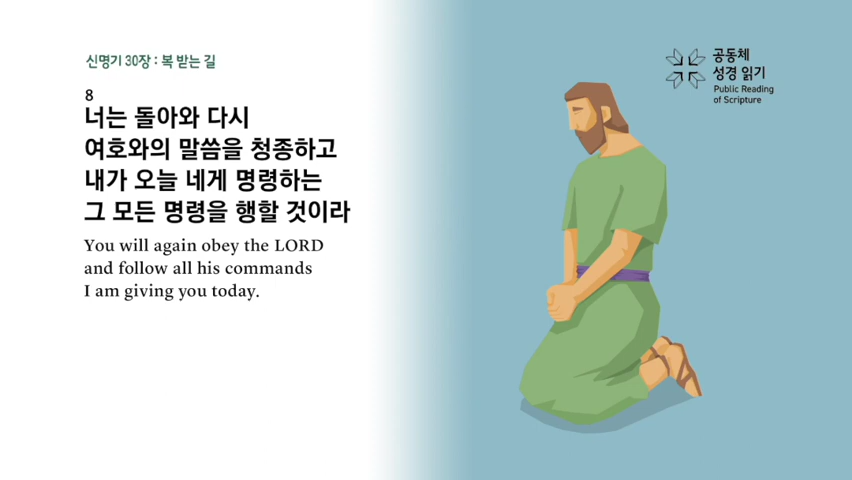 신명기 30장 : 복 받는 길
8
너는 돌아와 다시
여호와의 말씀을 청종하고
내가 오늘 네게 명령하는
그 모든 명령을 행할 것이라
You will again obey the LORD
and follow all his commands
I am giving you today.
공동체
성경 읽기
Public Reading
of Scripture